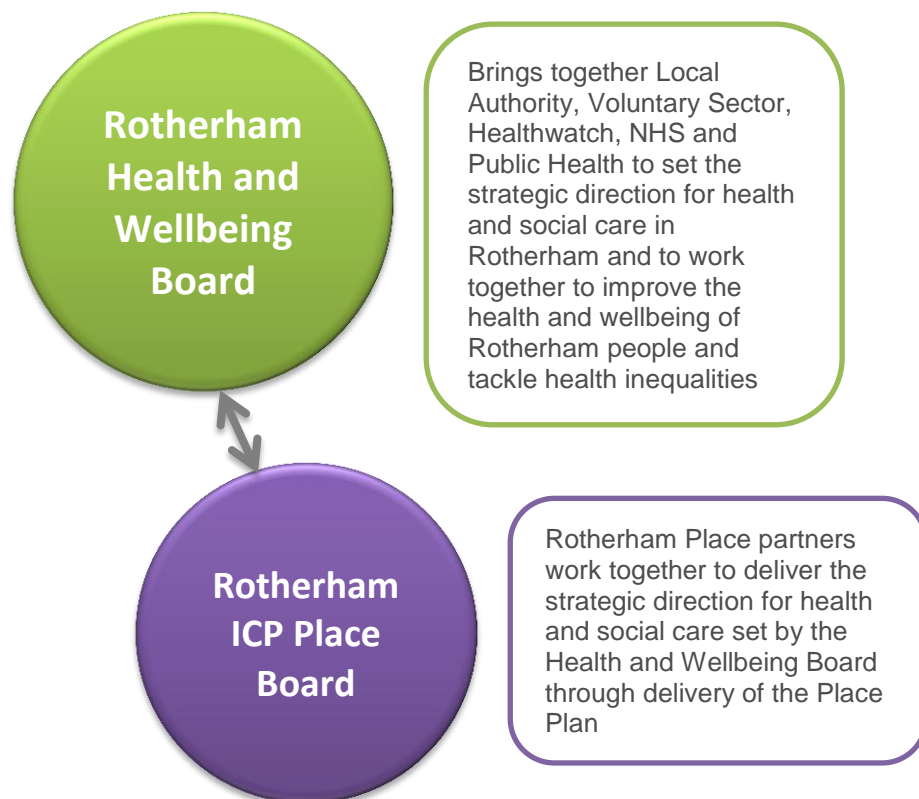 Rotherham
Health and
Wellbeing
Board
Brings together Local
Authority, Voluntary Sector,
Healthwatch, NHS and
Public Health to set the
strategic direction for health
and social care in
Rotherham and to work
together to improve the
health and wellbeing of
Rotherham people and
tackle health inequalities
Rotherham
ICP Place
Board
Rotherham Place partners
work together to deliver the
strategic direction for health
and social care set by the
Health and Wellbeing Board
through delivery of the Place
Plan